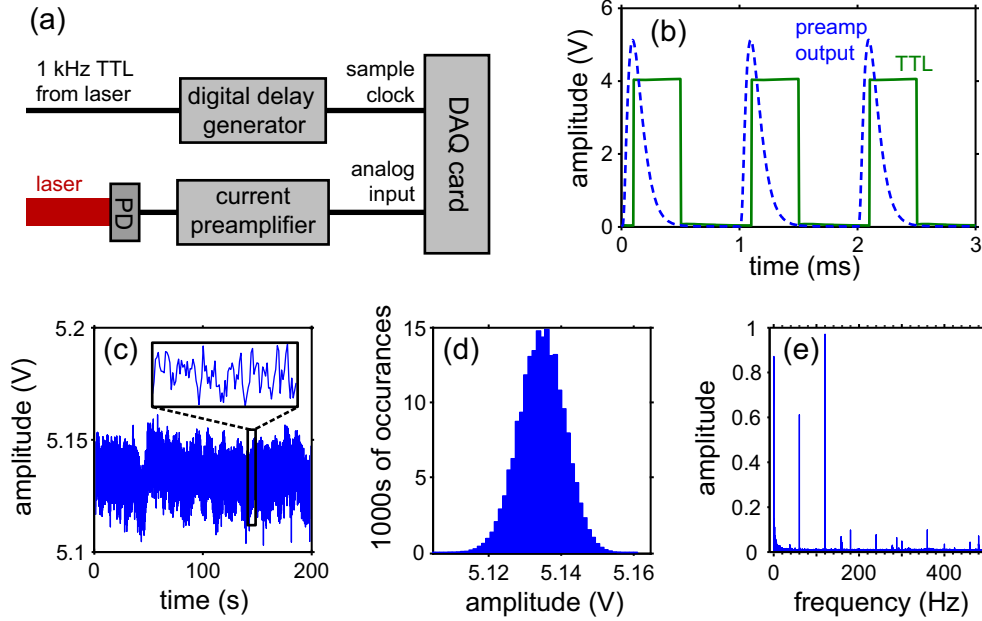 (a)
1 kHz TTL
from laser
digital delay
generator
sample
clock
DAQ card
laser
PD
current
preamplifier
analog
input
(b)
preamp
output
TTL
amplitude (V)
6
4
2
0
0
1
2
3
time (ms)
(c)
amplitude (V)
5.2
5.15
5.1
0
100
200
time (s)
(d)
1000s of occurances
15
10
5
0
5.12
5.14
5.16
amplitude (V)
(e)
amplitude
1
0.8
0.6
0.4
0.2
0
0
200
400
frequency (Hz)